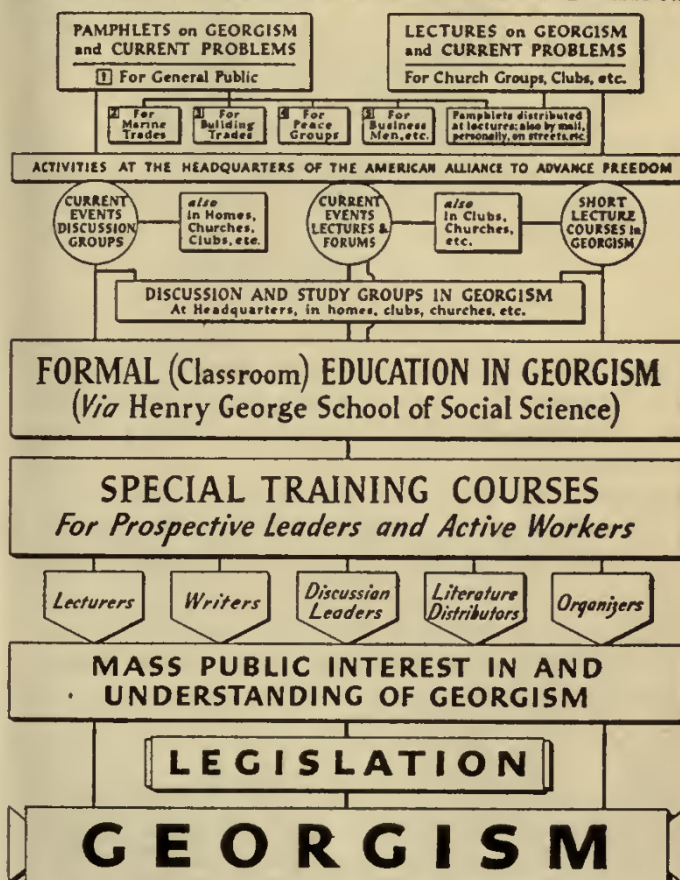 PAMPHLETS on GEORGISM
and CURRENT PROBLEMS
1 For General Public
LECTURES on GEORGISM
and CURRENT PROBLEMS
For Church Groups, Clubs, etc.
2 For
Marine
Trades
3 For
Building
Trades
4 For
Peace
Groups
5 For
Business
Men, etc.
Pamphlets distributed
at lectures; also by mail,
personally, on streets, etc.
ACTIVITIES AT THE HEADQUARTERS OF THE AMERICAN ALLIANCE TO ADVANCE FREEDOM
CURRENT
EVENTS
DISCUSSION
GROUPS
also
in Homes,
Churches,
Clubs, etc.
CURRENT
EVENTS
LECTURES &
FORUMS
also
in Clubs,
Churches,
etc.
SHORT
LECTURE
COURSES in
GEORGISM
DISCUSSION AND STUDY GROUPS IN GEORGISM
At Headquarters, in homes, clubs, churches, etc.
FORMAL (Classroom) EDUCATION IN GEORGISM
(Via Henry George School of Social Science)
SPECIAL TRAINING COURSES
For Prospective Leaders and Active Workers
Lecturers
Writers
Discussion
Leaders
Literature
Distributors
Organizers
MASS PUBLIC INTEREST IN AND
UNDERSTANDING OF GEORGISM
LEGISLATION
GEORGISM